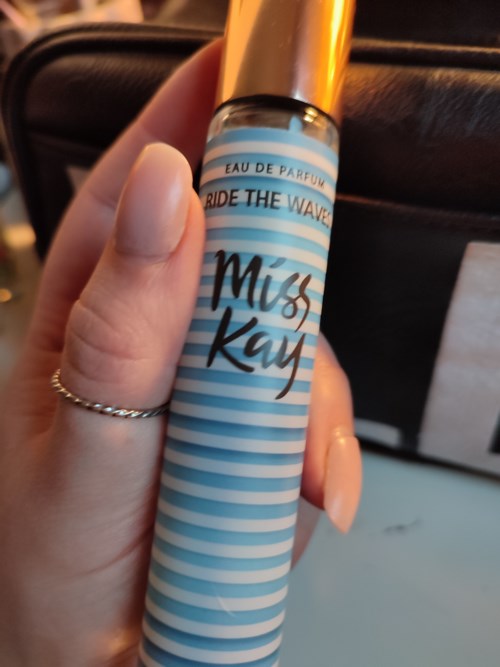 EAU DE PARFUM
RIDE THE WAVES
Miss
Kay